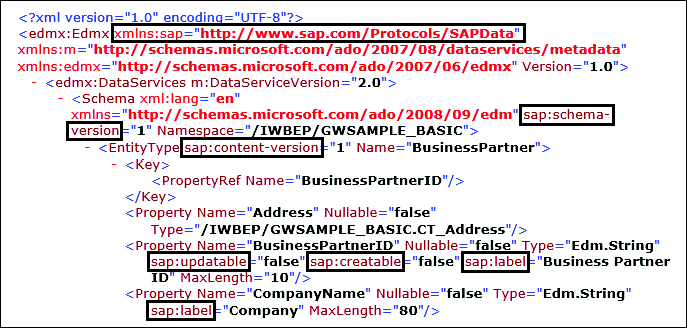 <?xml version="1.0" encoding="UTF-8"?>
<edmx:Edmx xmlns:sap="http://www.sap.com/Protocols/SAPData"
xmlns:m="http://schemas.microsoft.com/ado/2007/08/dataservices/metadata"
xmlns:edmx="http://schemas.microsoft.com/ado/2007/06/edmx" Version="1.0">
- <edmx:DataServices m:DataServiceVersion="2.0">
- <Schema xml:lang="en"
xmlns="http://schemas.microsoft.com/ado/2008/09/edm" sap:schema-
version="1" Namespace="/IWBEP/GWSAMPLE_BASIC">
- <EntityType sap:content-version="1" Name="BusinessPartner">
- <Key>
<PropertyRef Name="BusinessPartnerID"/>
</Key>
<Property Name="Address" Nullable="false"
Type="/IWBEP/GWSAMPLE_BASIC.CT_Address"/>
<Property Name="BusinessPartnerID" Nullable="false" Type="Edm.String"
sap:updatable="false" sap:creatable="false" sap:label="Business Partner
ID" MaxLength="10"/>
<Property Name="CompanyName" Nullable="false" Type="Edm.String"
sap:label="Company" MaxLength="80"/>